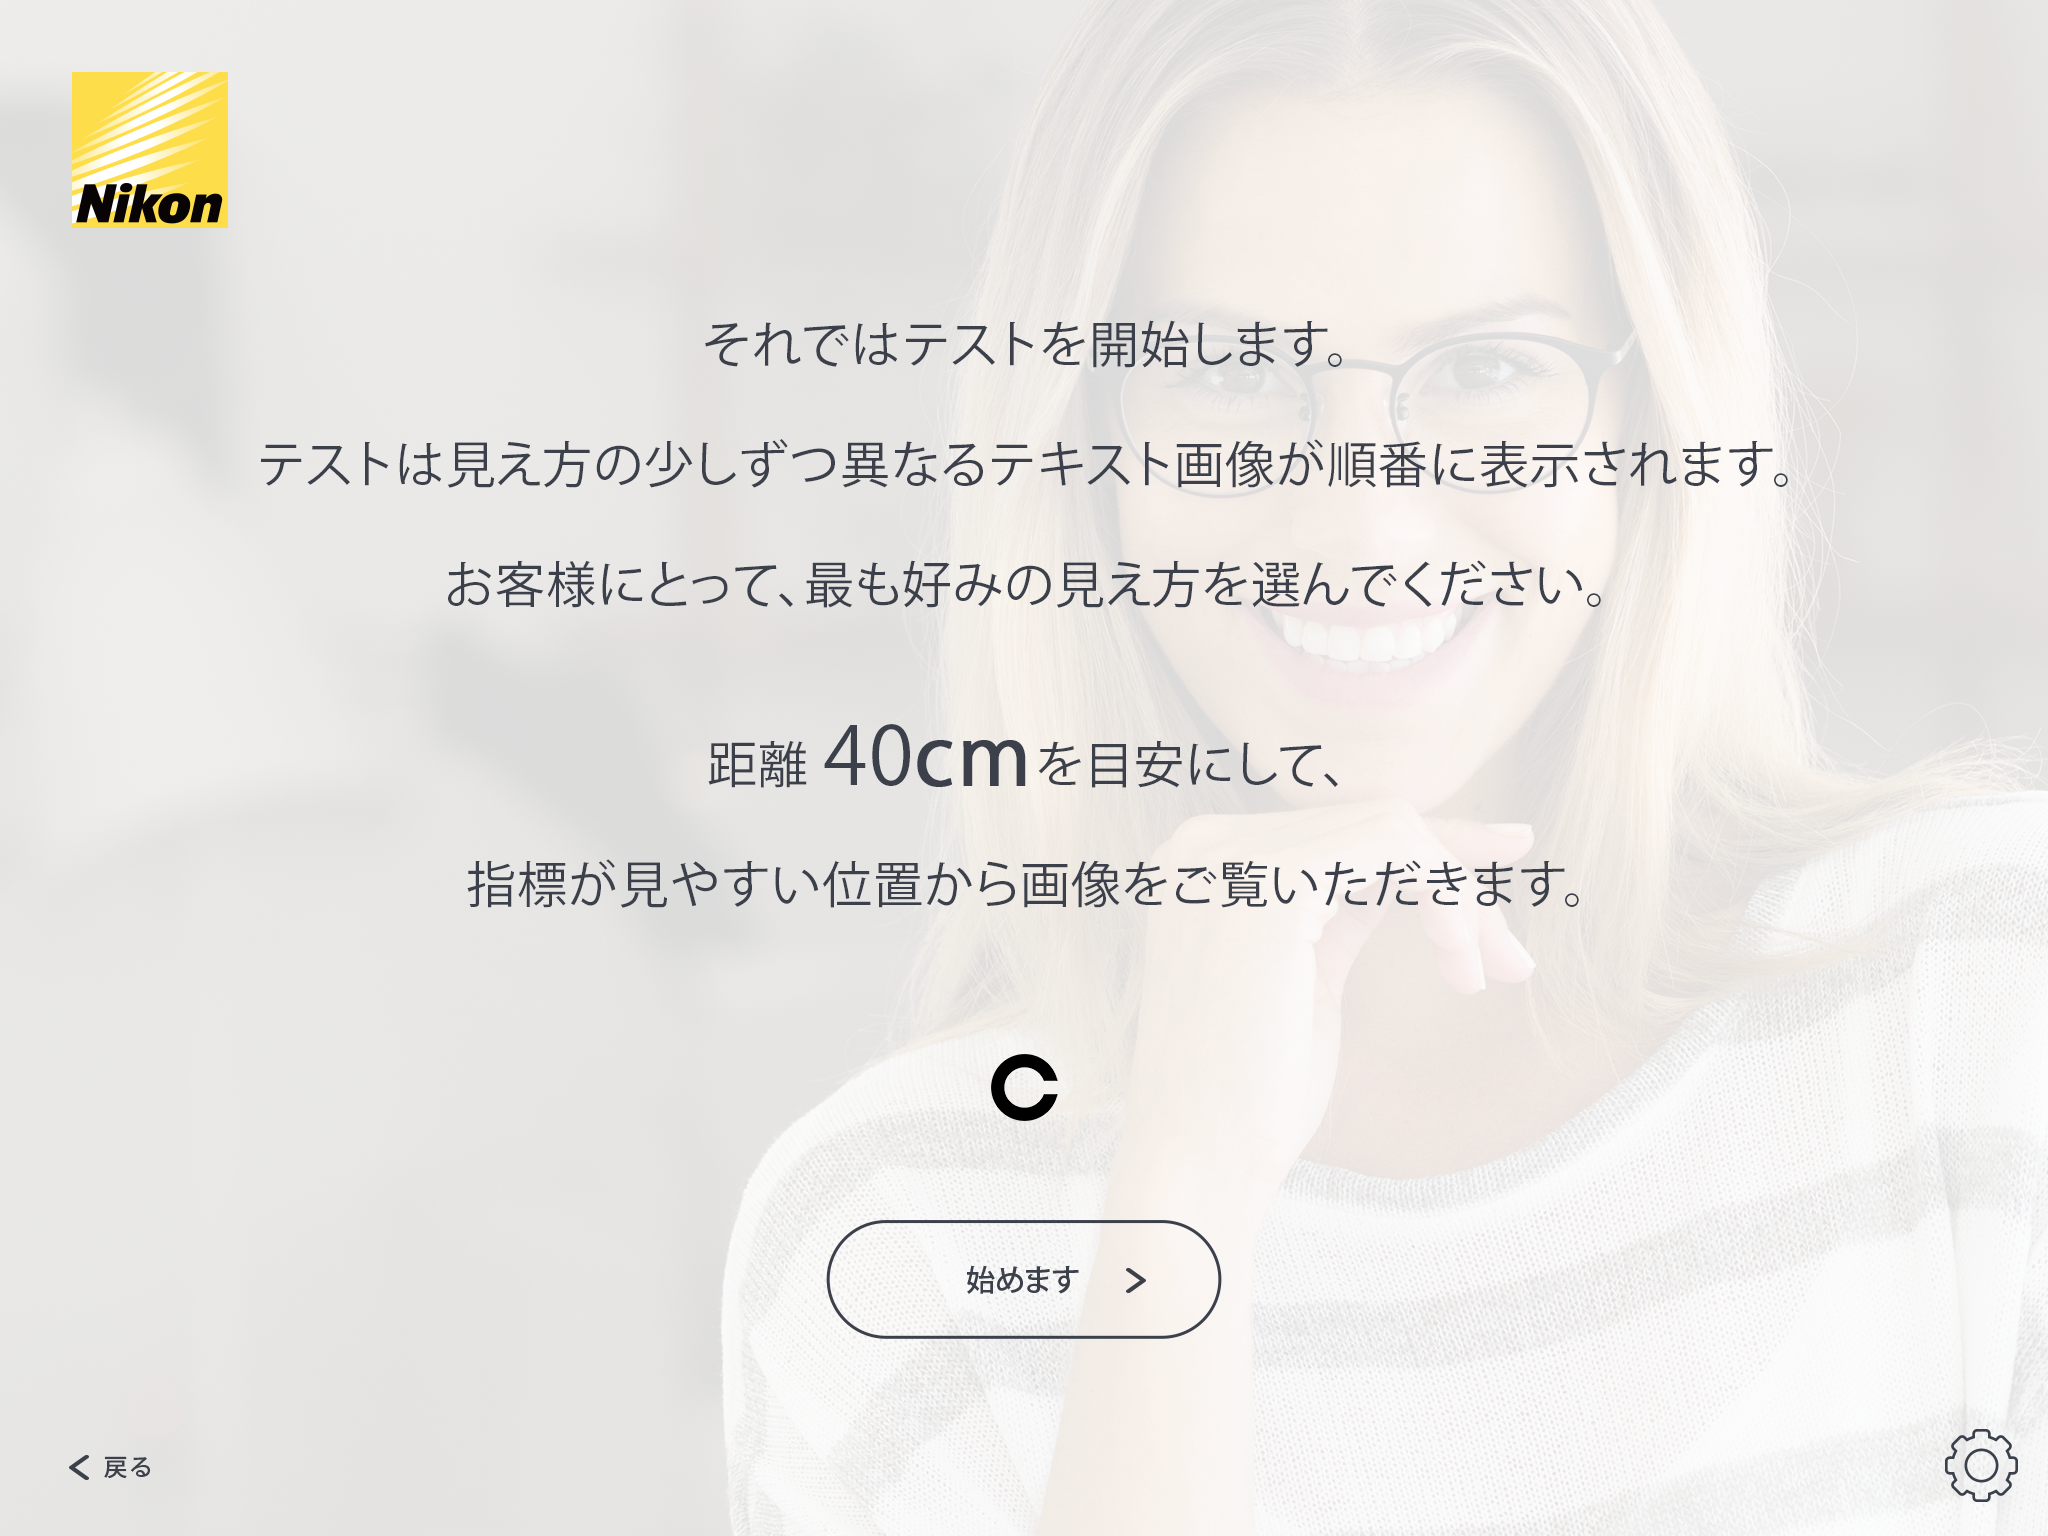 Nikon
それではテストを開始します。
テストは見え方の少しずつ異なるテキスト画像が順番に表示されます。
お客様にとって、最も好みの見え方を選んでください。
距離 40cmを目安にして、
指標が見やすい位置から画像をご覧いただきます。
始めます
戻る